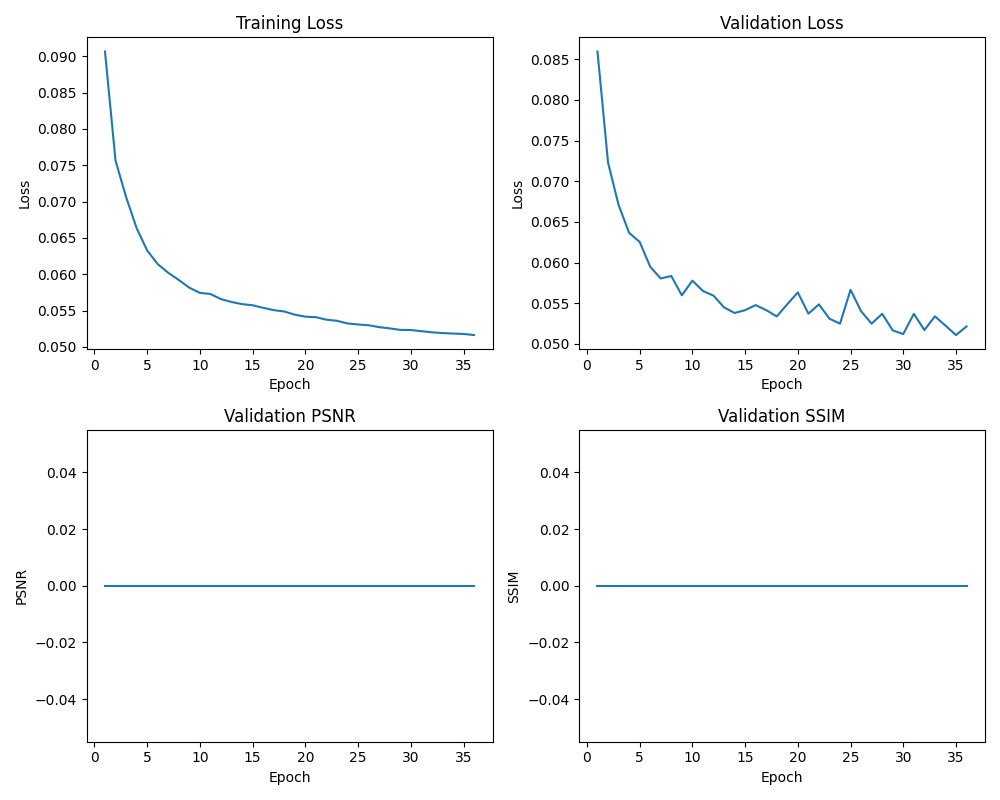 Training Loss
0.090
0.085
0.080
0.075
0.070
0.065
0.060
0.055
0.050
Loss
0 5 10 15 20 25 30 35
Epoch
Validation Loss
0.085
0.080
0.075
0.070
0.065
0.060
0.055
0.050
Loss
0 5 10 15 20 25 30 35
Epoch
Validation PSNR
0.04
0.02
0.00
−0.02
−0.04
PSNR
0 5 10 15 20 25 30 35
Epoch
Validation SSIM
0.04
0.02
0.00
−0.02
−0.04
SSIM
0 5 10 15 20 25 30 35
Epoch